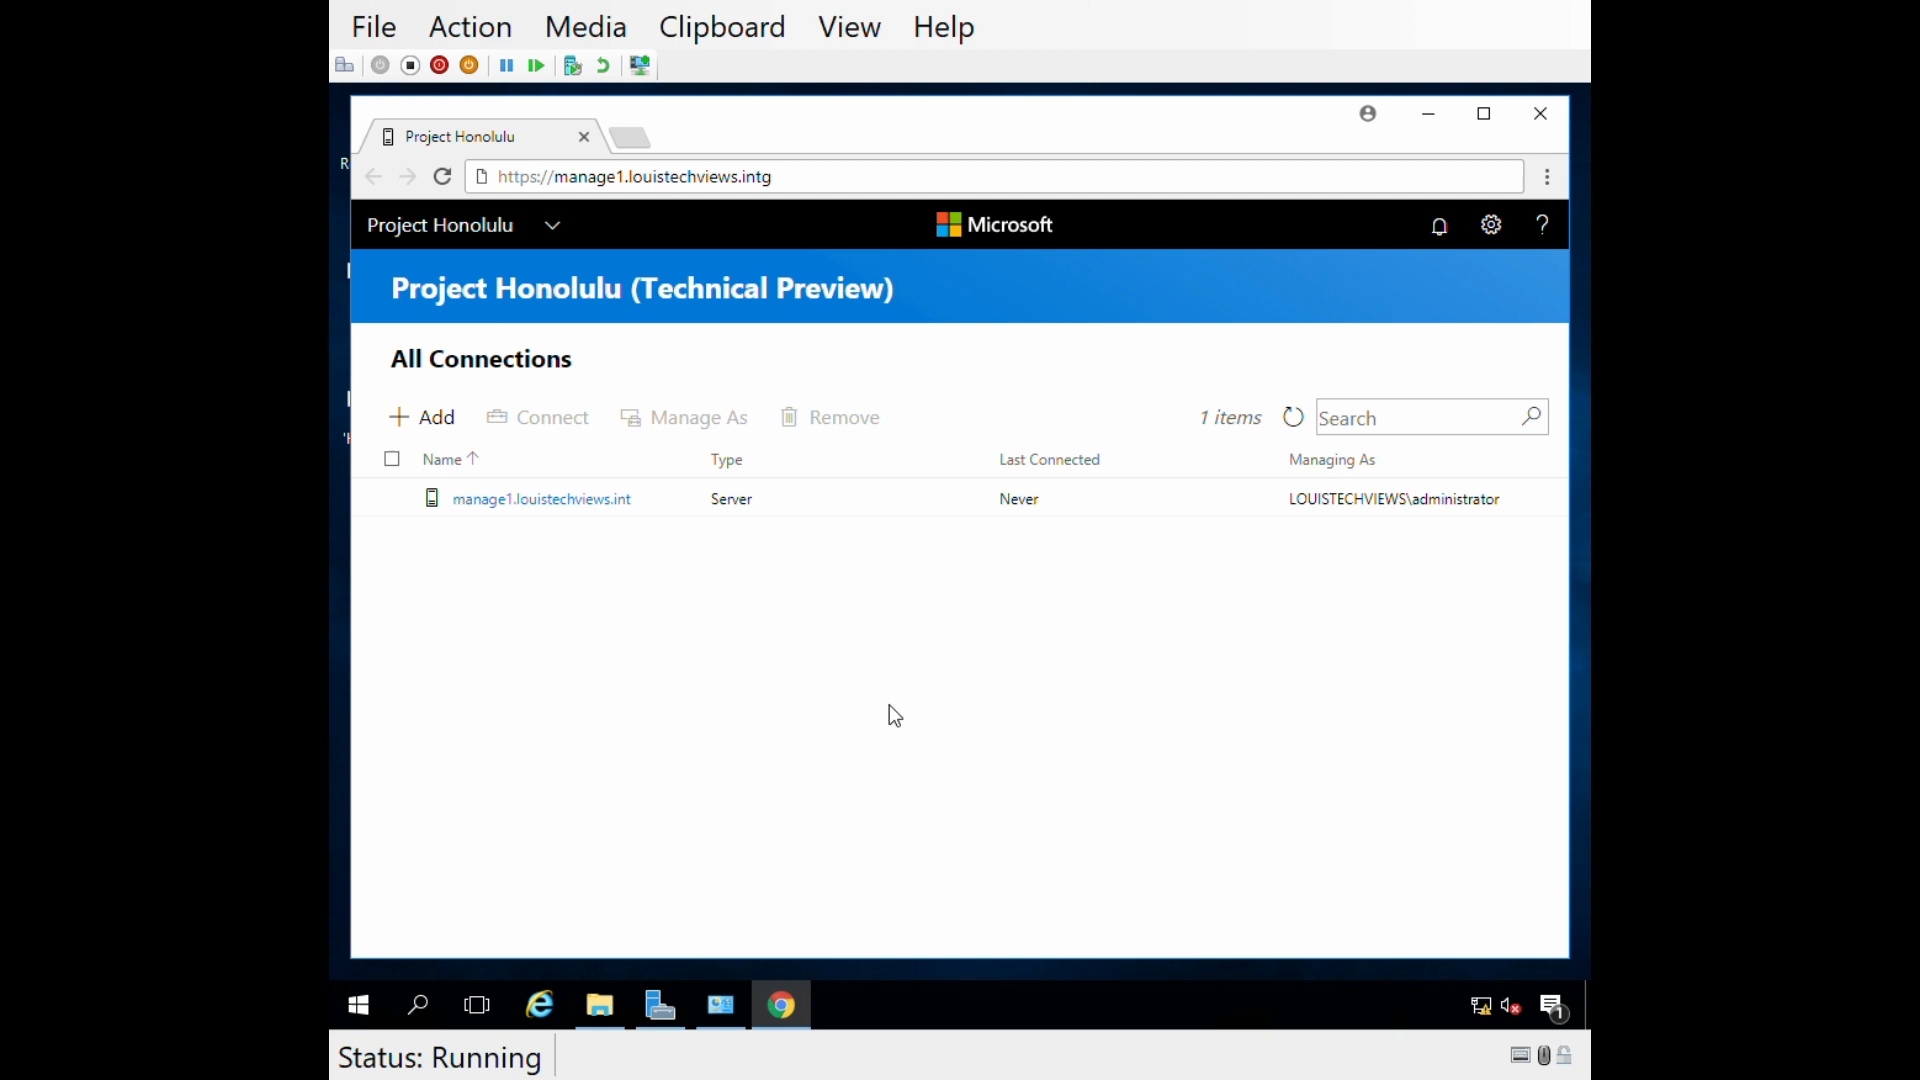 File Action Media Clipboard View Help
Project Honolulu
https://manage1.louistechviews.intg
Project Honolulu Microsoft ?
Project Honolulu (Technical Preview)
All Connections
Add Connect Manage As Remove 1 items Search
Name Type Last Connected Managing As
manage1.louistechviews.int Server Never LOUISTECHVIEWS\administrator
1
Status: Running